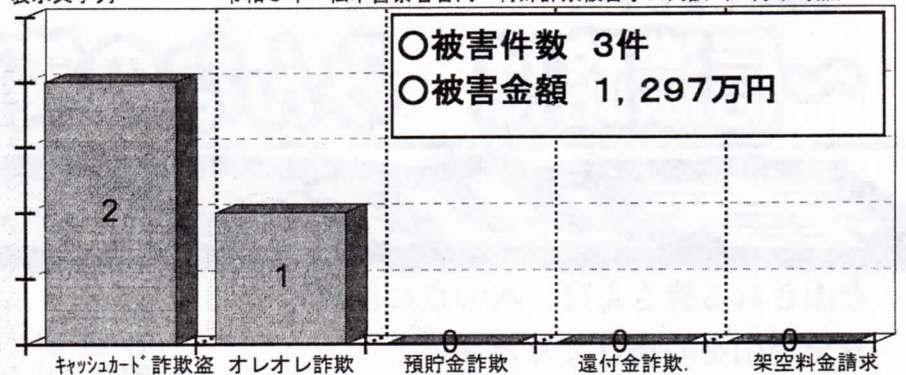 ○被害件数 3件
○被害金額 1,297万円
2
1
0
0
0
キャッシュカード詐欺盗
オレオレ詐欺
預貯金詐欺
還付金詐欺.
架空料金請求